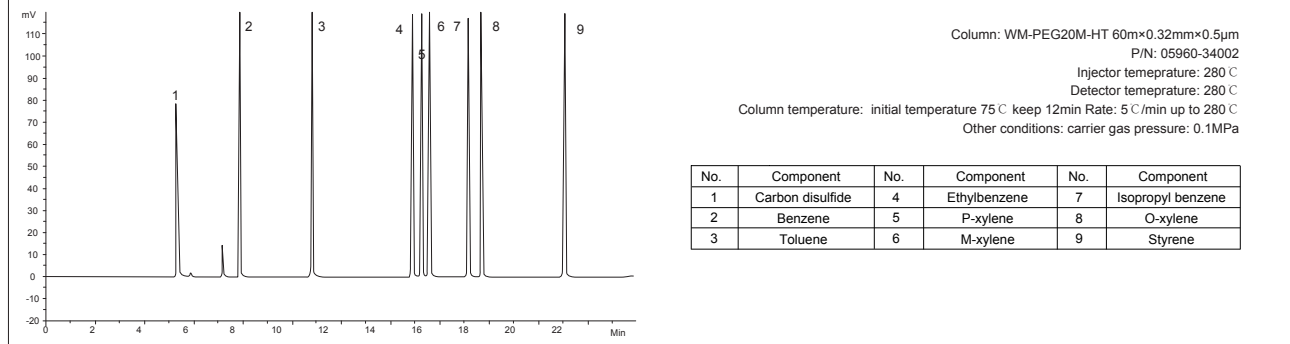 mV
110
100
90
80
70
60
50
40
30
20
10
0
-10
-20
1
2
3
4
5
6
7
8
9
0 2 4 6 8 10 12 14 16 18 20 22 Min
Column: WM-PEG20M-HT 60m×0.32mm×0.5μm
P/N: 05960-34002
Injector temeprature: 280℃
Detector temeprature: 280℃
Column temperature: initial temperature 75℃ keep 12min Rate: 5℃/min up to 280℃
Other conditions: carrier gas pressure: 0.1MPa
No. Component No. Component No. Component
1 Carbon disulfide 4 Ethylbenzene 7 Isopropyl benzene
2 Benzene 5 P-xylene 8 O-xylene
3 Toluene 6 M-xylene 9 Styrene